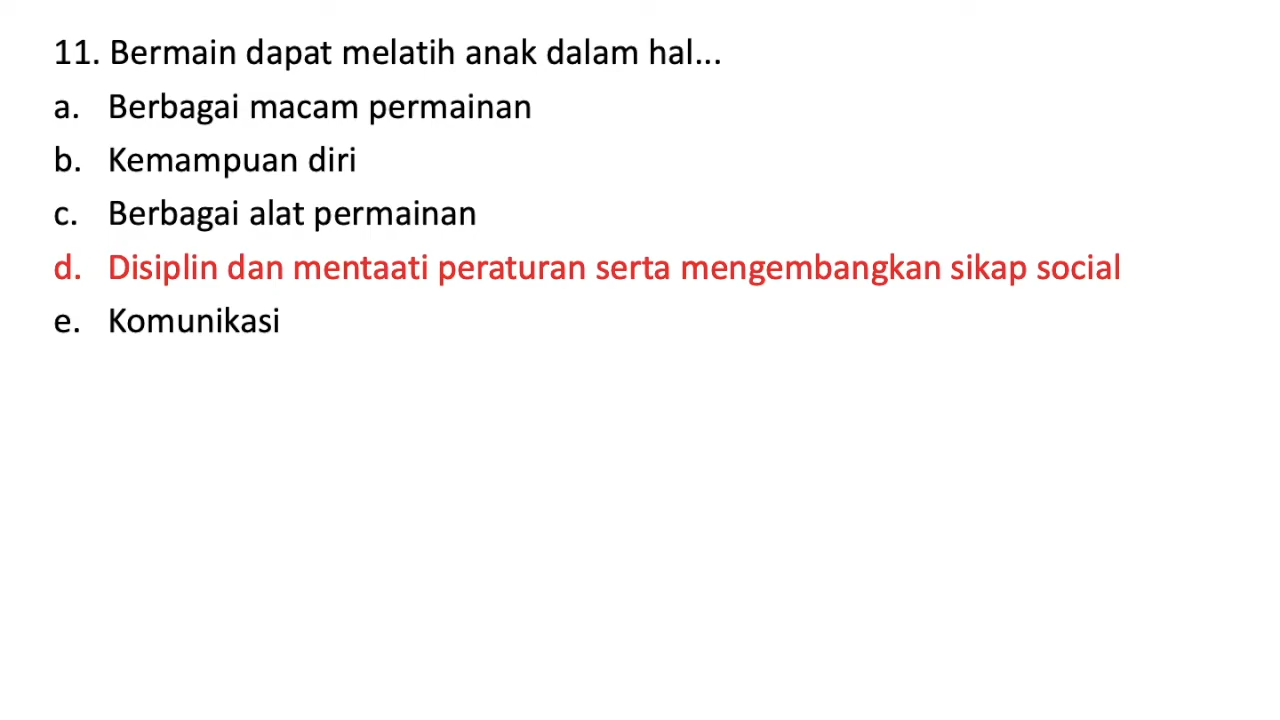 11. Bermain dapat melatih anak dalam hal...
a. Berbagai macam permainan
b. Kemampuan diri
c. Berbagai alat permainan
d. Disiplin dan mentaati peraturan serta mengembangkan sikap social
e. Komunikasi